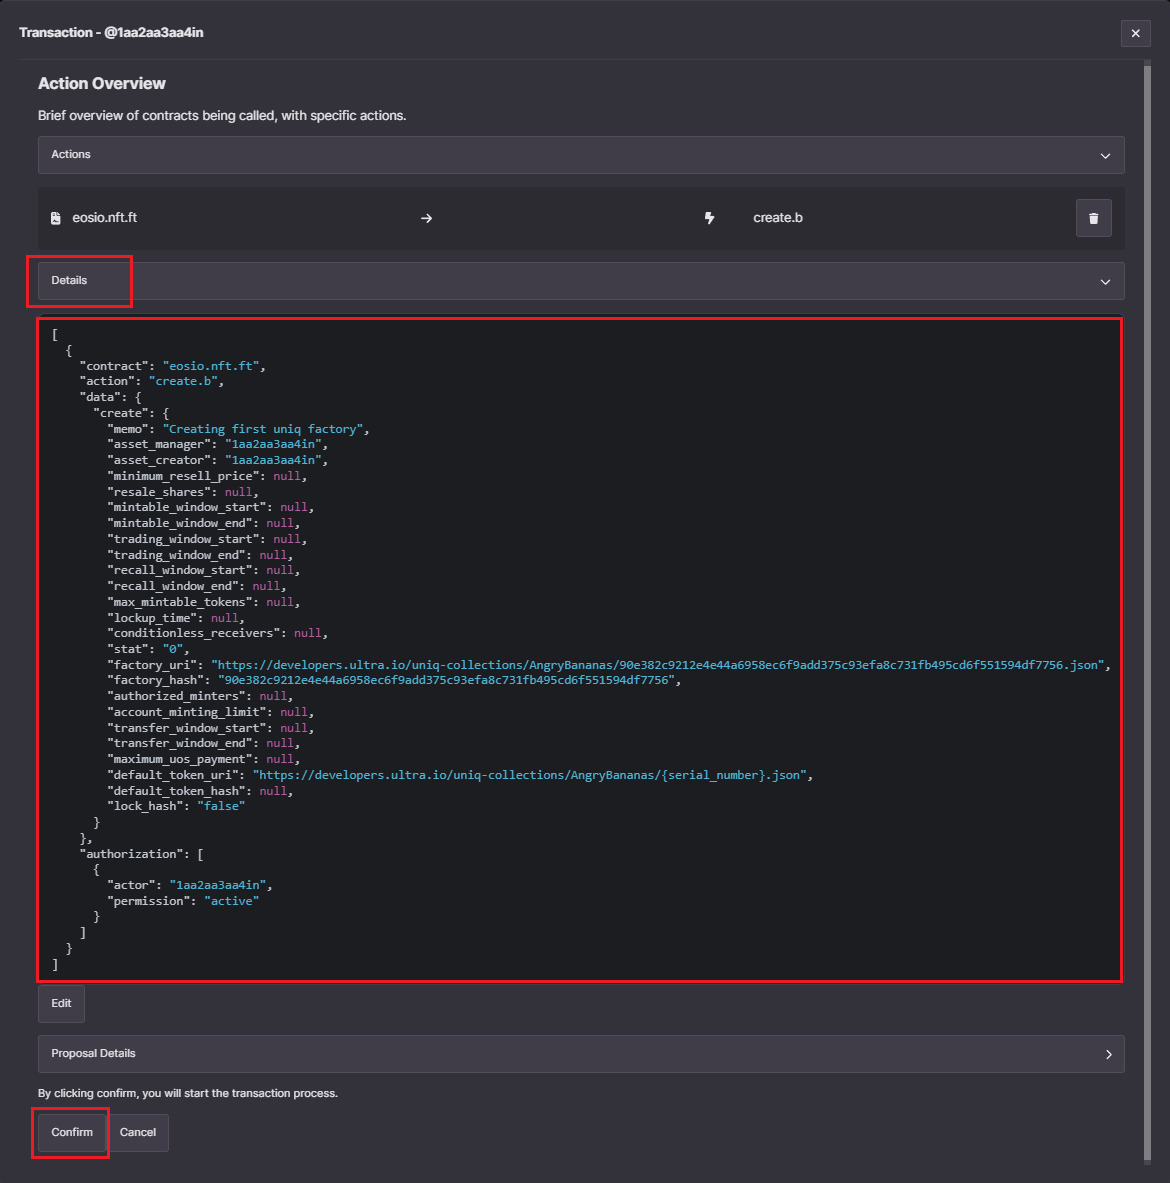 Transaction - @1aa2aa3aa4in
Action Overview
Brief overview of contracts being called, with specific actions.
Actions
eosio.nft.ft → create.b
Details
[
  {
    "contract": "eosio.nft.ft",
    "action": "create.b",
    "data": {
      "create": {
        "memo": "Creating first uniq factory",
        "asset_manager": "1aa2aa3aa4in",
        "asset_creator": "1aa2aa3aa4in",
        "minimum_resell_price": null,
        "resale_shares": null,
        "mintable_window_start": null,
        "mintable_window_end": null,
        "trading_window_start": null,
        "trading_window_end": null,
        "recall_window_start": null,
        "recall_window_end": null,
        "max_mintable_tokens": null,
        "lockup_time": null,
        "conditionless_receivers": null,
        "stat": "0",
        "factory_uri": "https://developers.ultra.io/uniq-collections/AngryBananas/90e382c9212e4e44a6958ec6f9add375c93efa8c731fb495cd6f551594df7756.json",
        "factory_hash": "90e382c9212e4e44a6958ec6f9add375c93efa8c731fb495cd6f551594df7756",
        "authorized_minters": null,
        "account_minting_limit": null,
        "transfer_window_start": null,
        "transfer_window_end": null,
        "maximum_uos_payment": null,
        "default_token_uri": "https://developers.ultra.io/uniq-collections/AngryBananas/{serial_number}.json",
        "default_token_hash": null,
        "lock_hash": "false"
      }
    },
    "authorization": [
      {
        "actor": "1aa2aa3aa4in",
        "permission": "active"
      }
    ]
  }
]
Edit
Proposal Details
By clicking confirm, you will start the transaction process.
Confirm Cancel